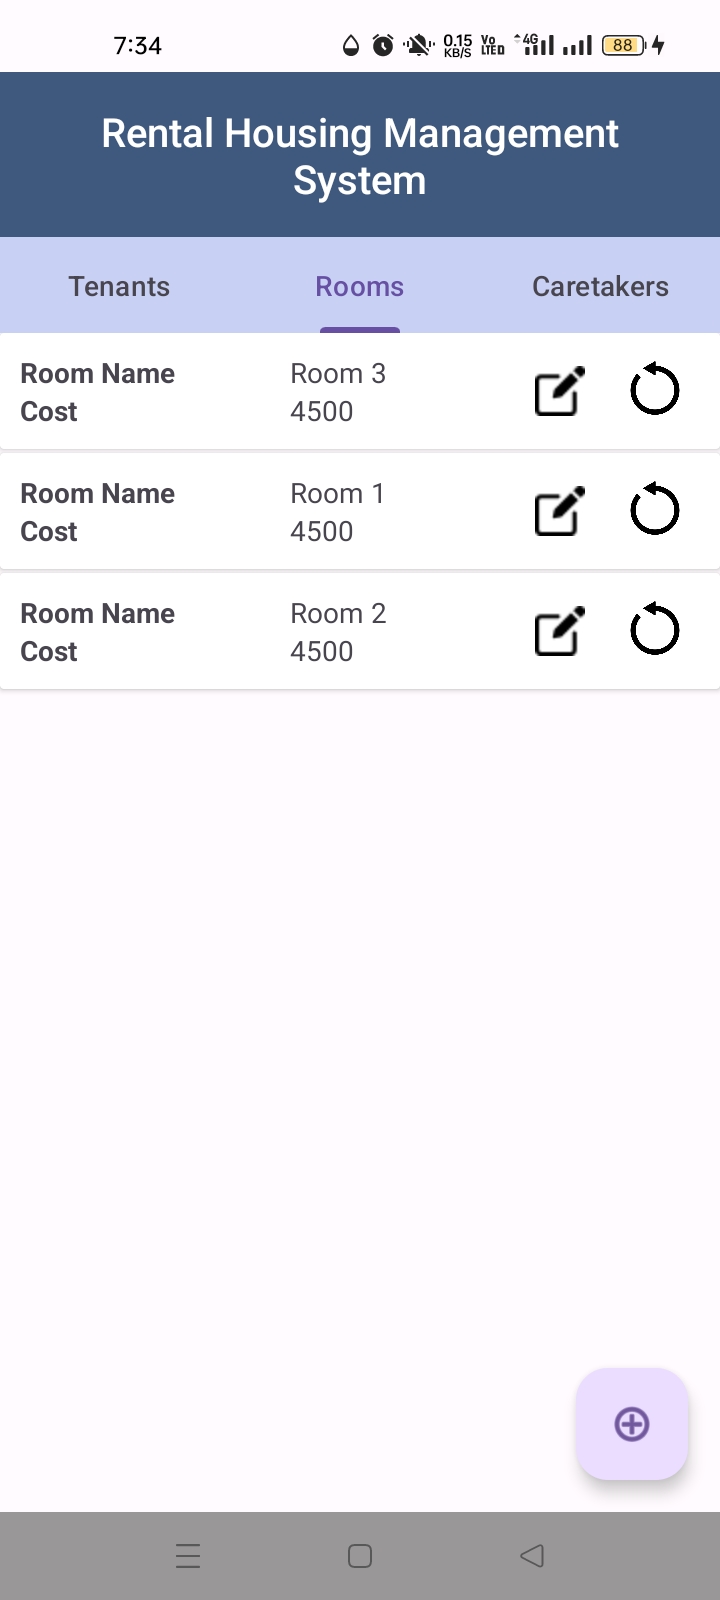 7:34
0.15 KB/S
Vo LTED
4G
88
Rental Housing Management
System
Tenants Rooms Caretakers
Room Name Room 3
Cost 4500
Room Name Room 1
Cost 4500
Room Name Room 2
Cost 4500